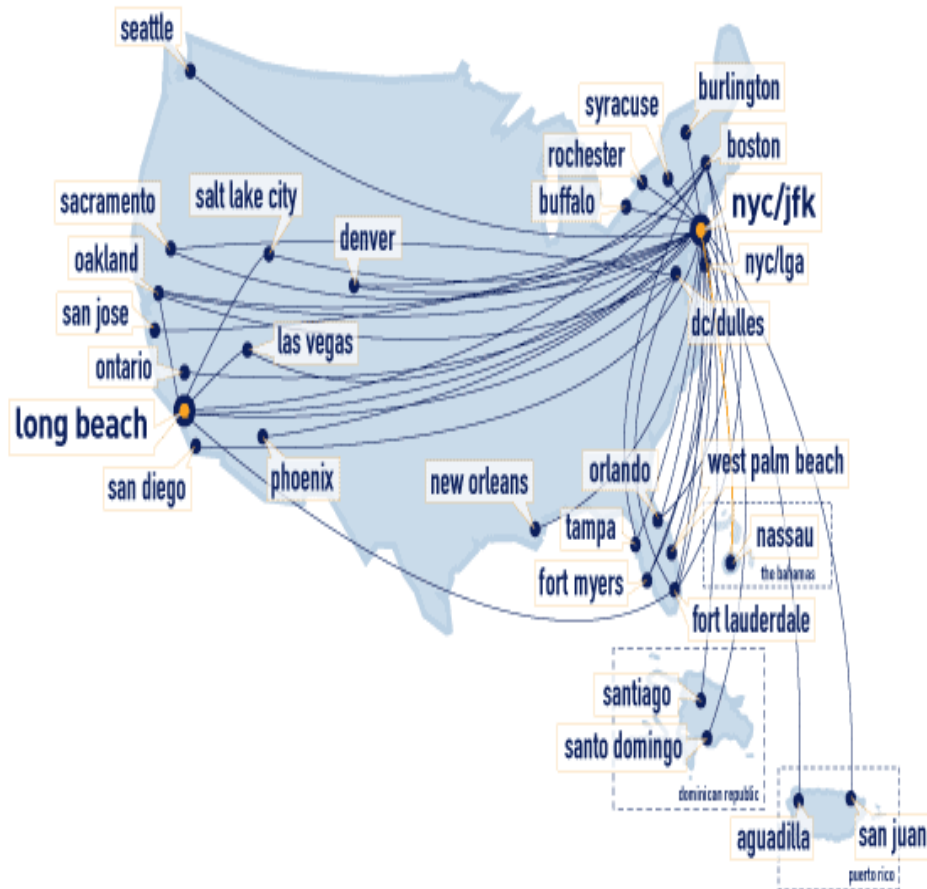 seattle
burlington
syracuse
boston
rochester
buffalo
nyc/jfk
sacramento
salt lake city
denver
oakland
nyc/lga
san jose
dc/dulles
las vegas
ontario
long beach
san diego
phoenix
new orleans
orlando
west palm beach
tampa
nassau
the bahamas
fort myers
fort lauderdale
santiago
santo domingo
dominican republic
aguadilla
san juan
puerto rico